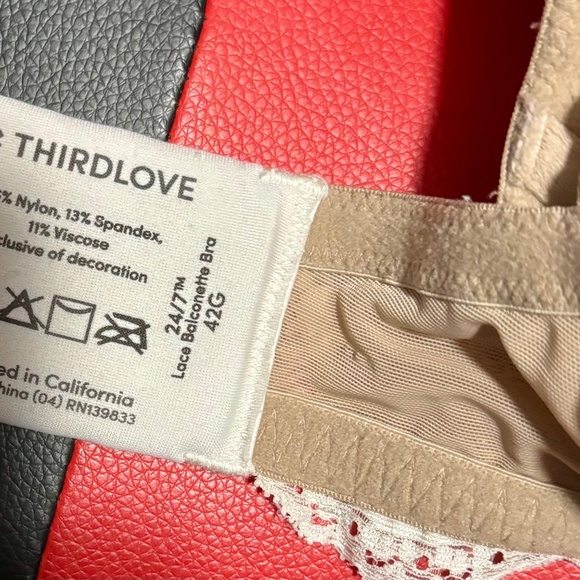 THIRDLOVE
% Nylon, 13% Spandex,
11% Viscose
clusive of decoration
24/7™
Lace Balconette Bra
42G
ed in California
hina (04) RN139833